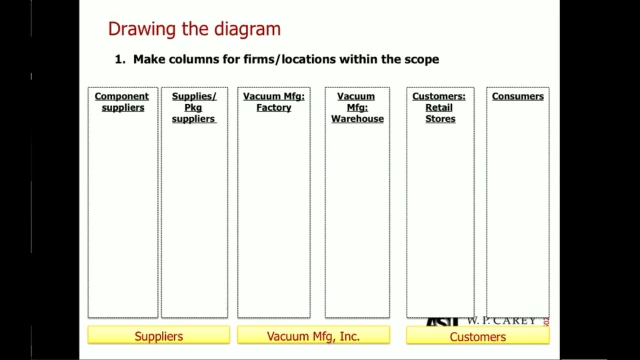 Drawing the diagram
1. Make columns for firms/locations within the scope
Component
suppliers
Supplies/
Pkg
suppliers
Vacuum Mfg:
Factory
Vacuum
Mfg:
Warehouse
Customers:
Retail
Stores
Consumers
ASU W. P. CAREY
Suppliers
Vacuum Mfg, Inc.
Customers